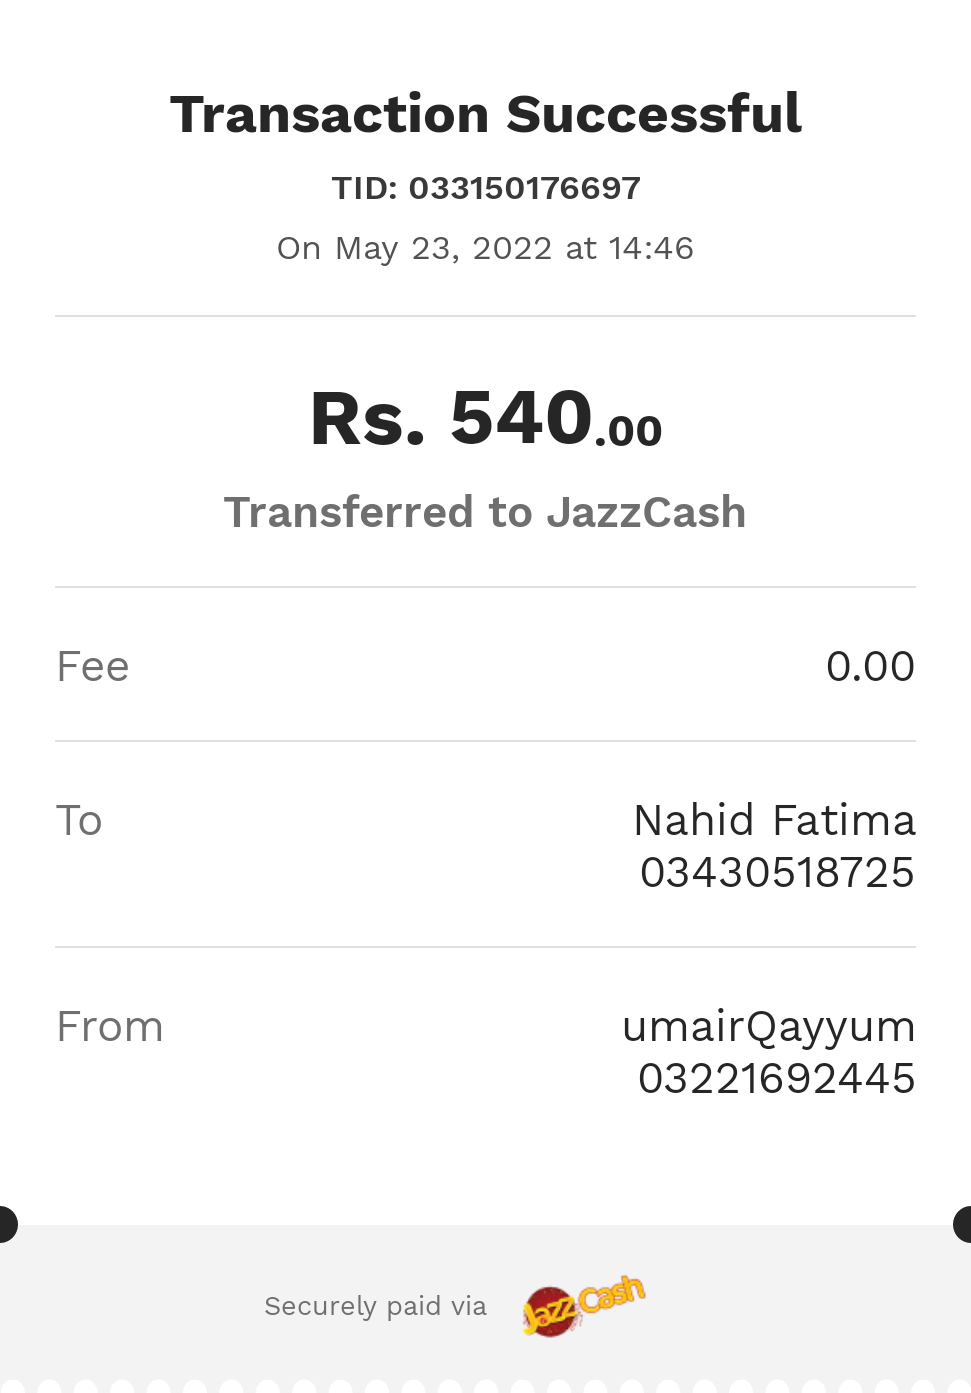 Transaction Successful
TID: 033150176697
On May 23, 2022 at 14:46
Rs. 540.00
Transferred to JazzCash
Fee 0.00
To Nahid Fatima
03430518725
From umairQayyum
03221692445
Securely paid via JazzCash